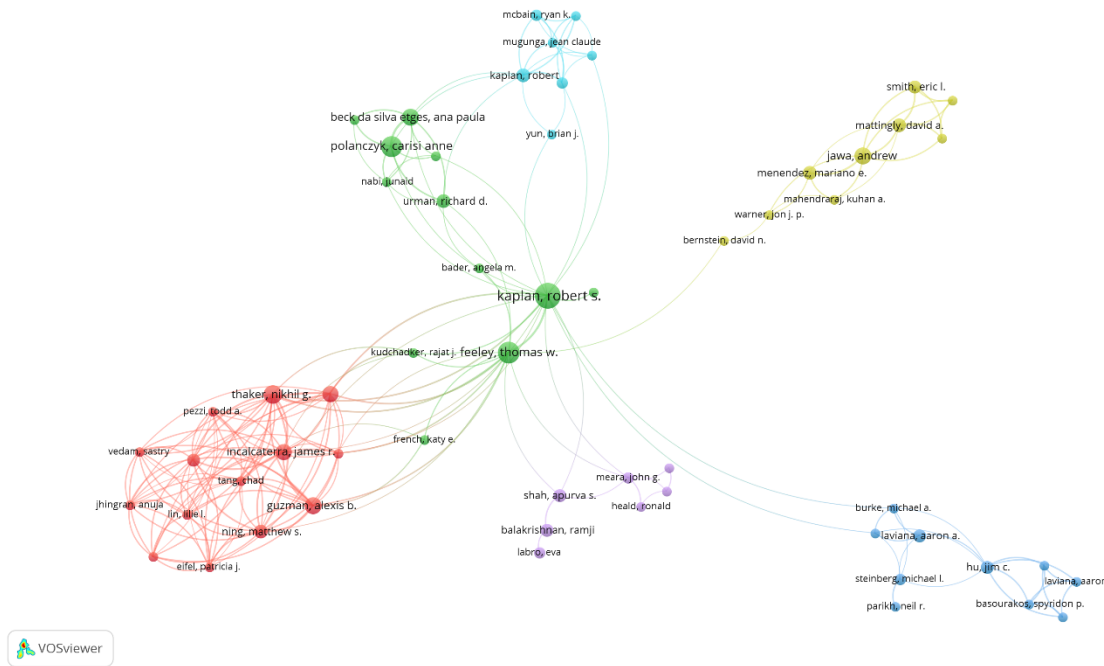 mcbain, ryan k.
mugunga, jean claude
kaplan, robert
yun, brian j.
beck da silva etges, ana paula
polanczyk, carisi anne
nabi, junaid
urman, richard d.
bader, angela m.
kaplan, robert s.
feeley, thomas w.
kudchadker, rajat j.
french, katy e.
smith, eric l.
mattingly, david a.
jawa, andrew
menendez, mariano e.
mahendraraj, kuhan a.
warner, jon j. p.
bernstein, david n.
thaker, nikhil g.
pezzi, todd a.
vedam, sastry
incalcaterra, james r.
tang, chad
jhingran, anuja
lin, lilie l.
guzman, alexis b.
ning, matthew s.
eifel, patricia j.
meara, john g.
shah, apurva s.
heald, ronald
balakrishnan, ramji
labro, eva
burke, michael a.
laviana, aaron a.
steinberg, michael l.
hu, jim c.
laviana, aaron
basourakos, spyridon p.
parikh, neil r.
VOSviewer